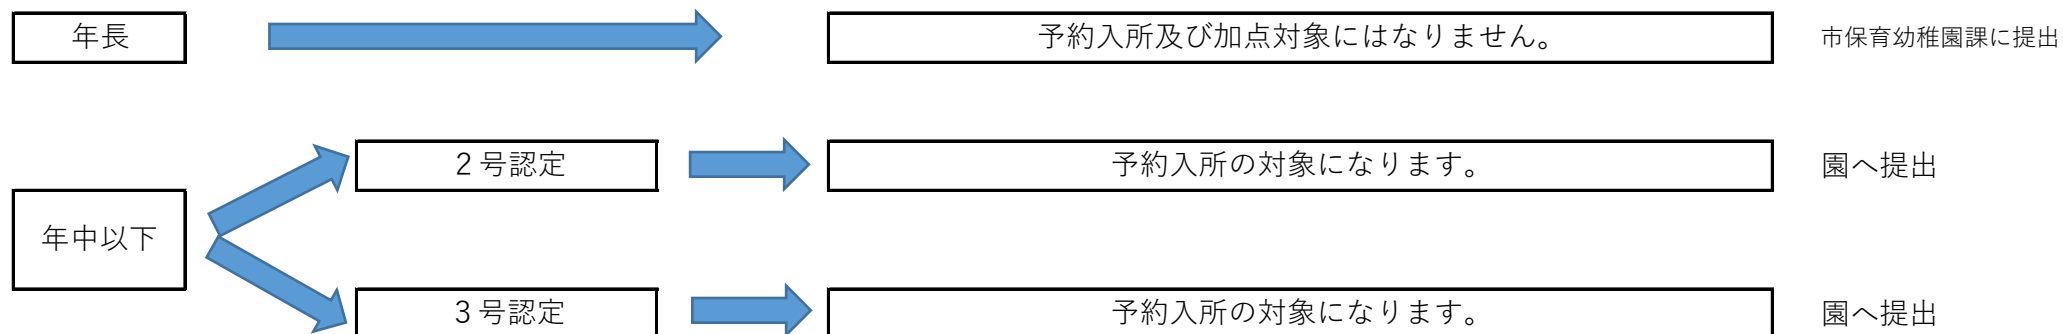 年長
予約入所及び加点対象にはなりません。
市保育幼稚園課に提出
２号認定
予約入所の対象になります。
園へ提出
年中以下
３号認定
予約入所の対象になります。
園へ提出